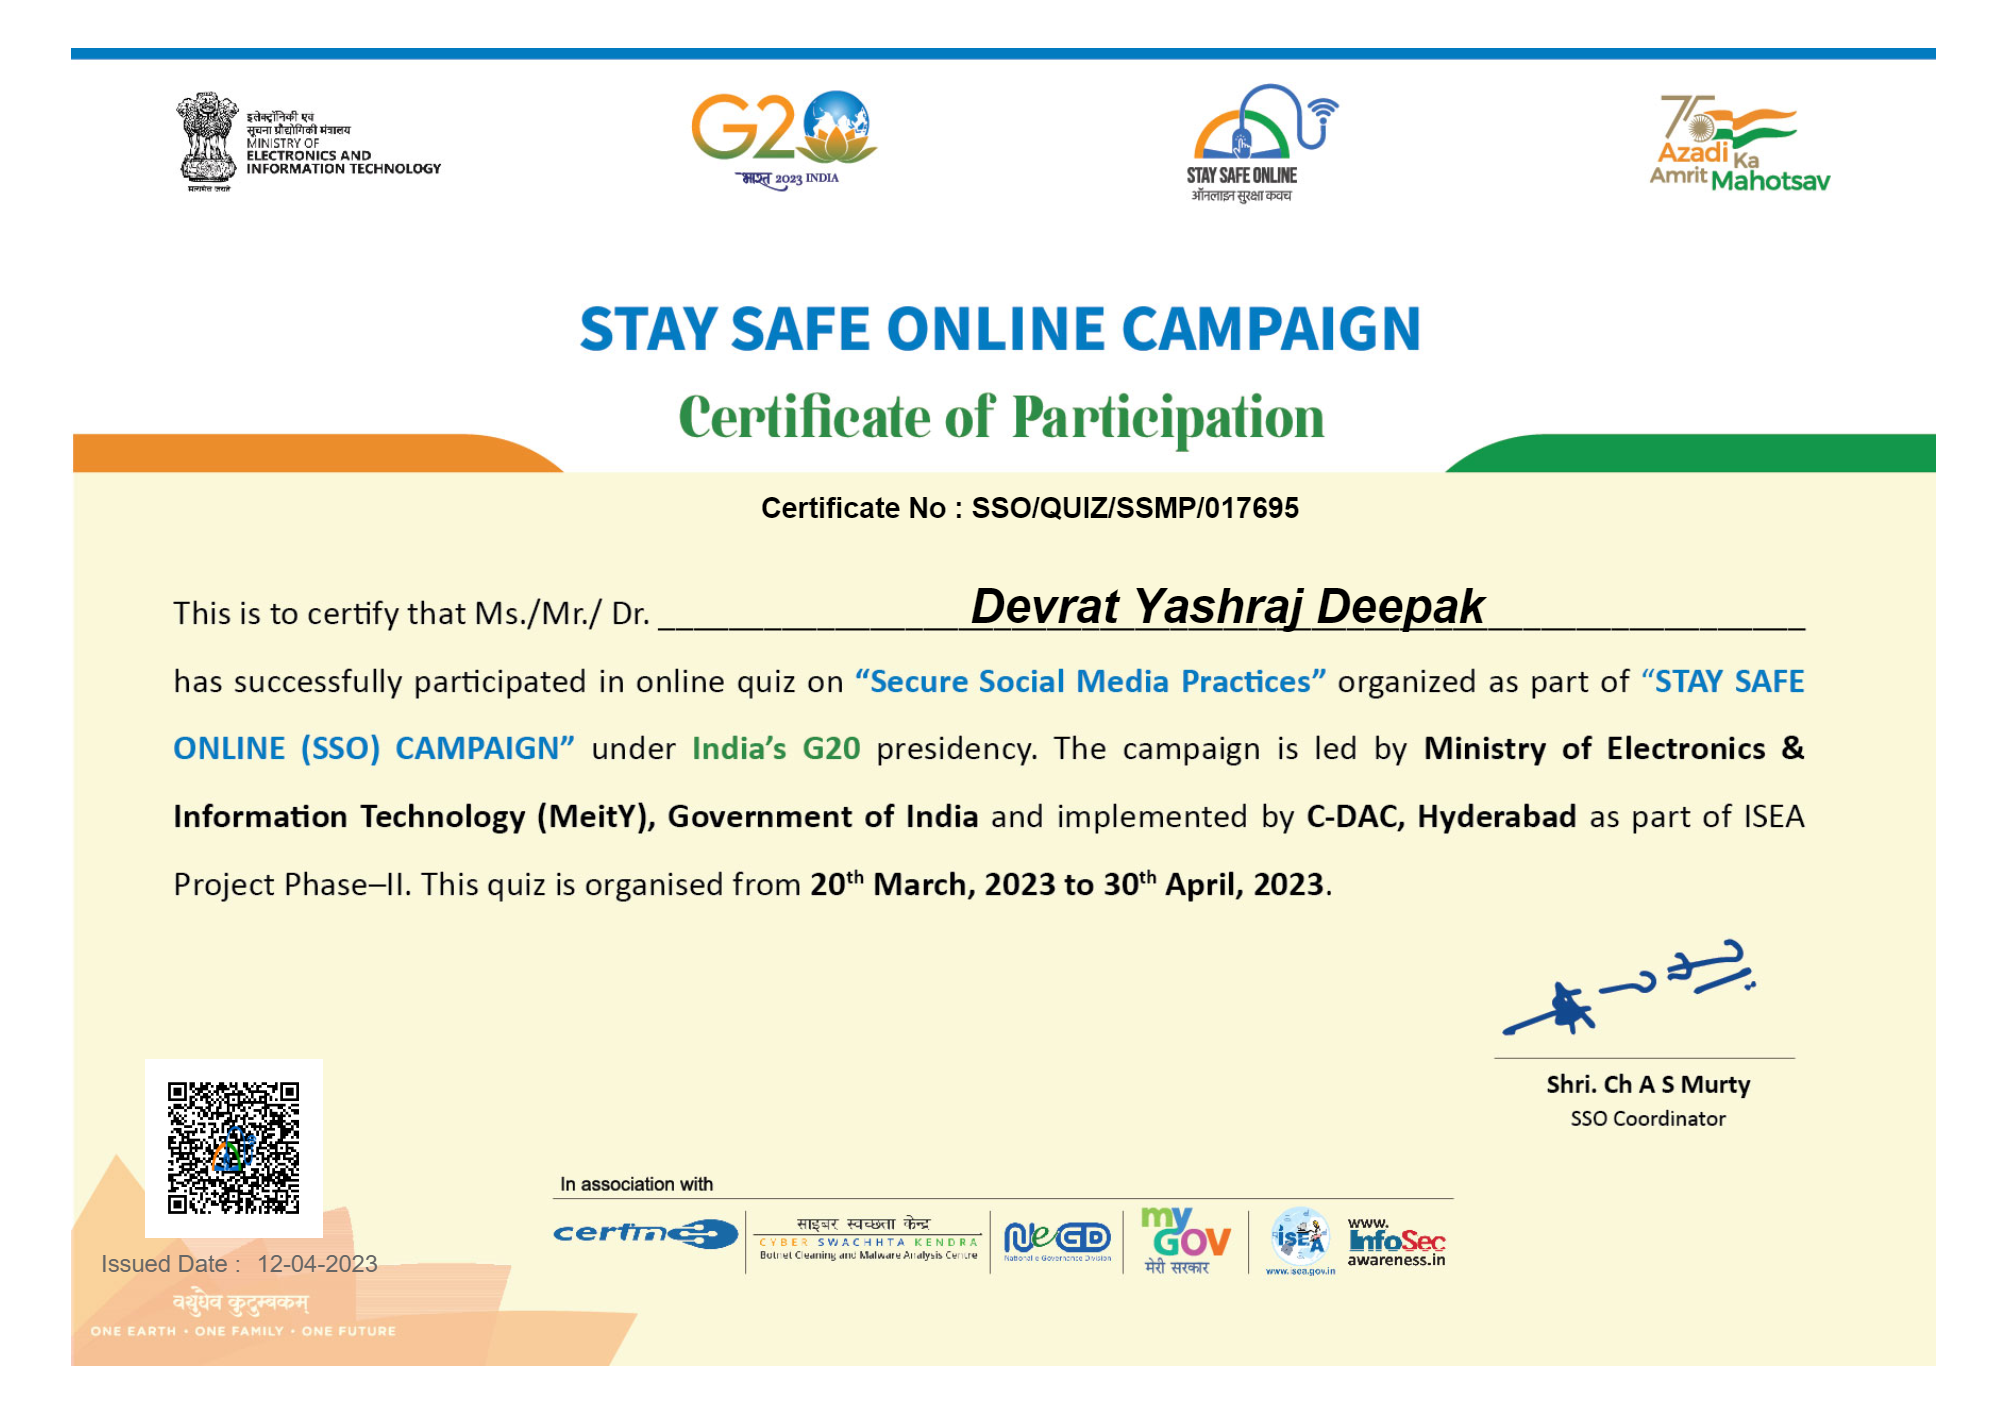 इलेक्ट्रॉनिकी एवं
सूचना प्रौद्योगिकी मंत्रालय
MINISTRY OF
ELECTRONICS AND
INFORMATION TECHNOLOGY
सत्यमेव जयते
G20
भारत 2023 INDIA
STAY SAFE ONLINE
ऑनलाइन सुरक्षा कवच
75
Azadi Ka
Amrit Mahotsav
STAY SAFE ONLINE CAMPAIGN
Certificate of Participation
Certificate No : SSO/QUIZ/SSMP/017695
This is to certify that Ms./Mr./ Dr. Devrat Yashraj Deepak
has successfully participated in online quiz on “Secure Social Media Practices” organized as part of “STAY SAFE
ONLINE (SSO) CAMPAIGN” under India’s G20 presidency. The campaign is led by Ministry of Electronics &
Information Technology (MeitY), Government of India and implemented by C-DAC, Hyderabad as part of ISEA
Project Phase–II. This quiz is organised from 20th March, 2023 to 30th April, 2023.
Shri. Ch A S Murty
SSO Coordinator
In association with
साइबर स्वच्छता केन्द्र
CYBER SWACHHTA KENDRA
Botnet Cleaning and Malware Analysis Centre
NeGD
National e-Governance Division
my
GOV
मेरी सरकार
ISEA
www.isea.gov.in
www.
InfoSec
awareness.in
Issued Date : 12-04-2023
वसुधैव कुटुम्बकम्
ONE EARTH • ONE FAMILY • ONE FUTURE